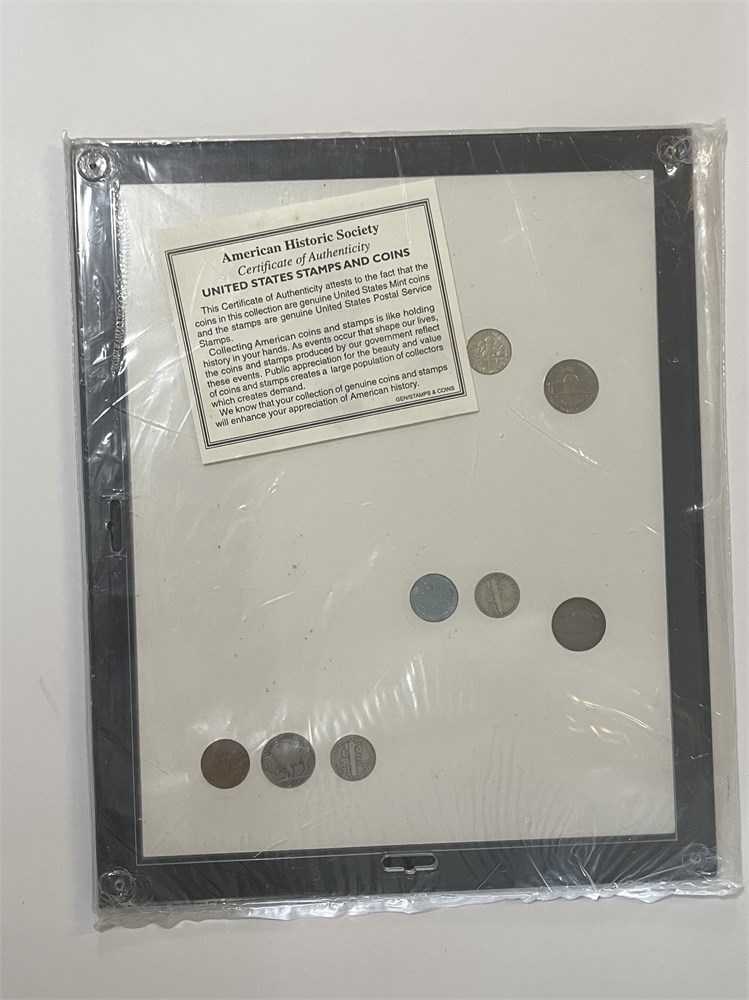 American Historic Society
Certificate of Authenticity
UNITED STATES STAMPS AND COINS
This Certificate of Authenticity attests to the fact that the
coins in this collection are genuine United States Mint coins
and the stamps are genuine United States Postal Service
Stamps.
Collecting American coins and stamps is like holding
history in your hands. As events occur that shape our lives,
the coins and stamps produced by our government reflect
these events. Public appreciation for the beauty and value
of coins and stamps creates a large population of collectors
which creates demand.
We know that your collection of genuine coins and stamps
will enhance your appreciation of American history.
GEN/STAMPS & COINS